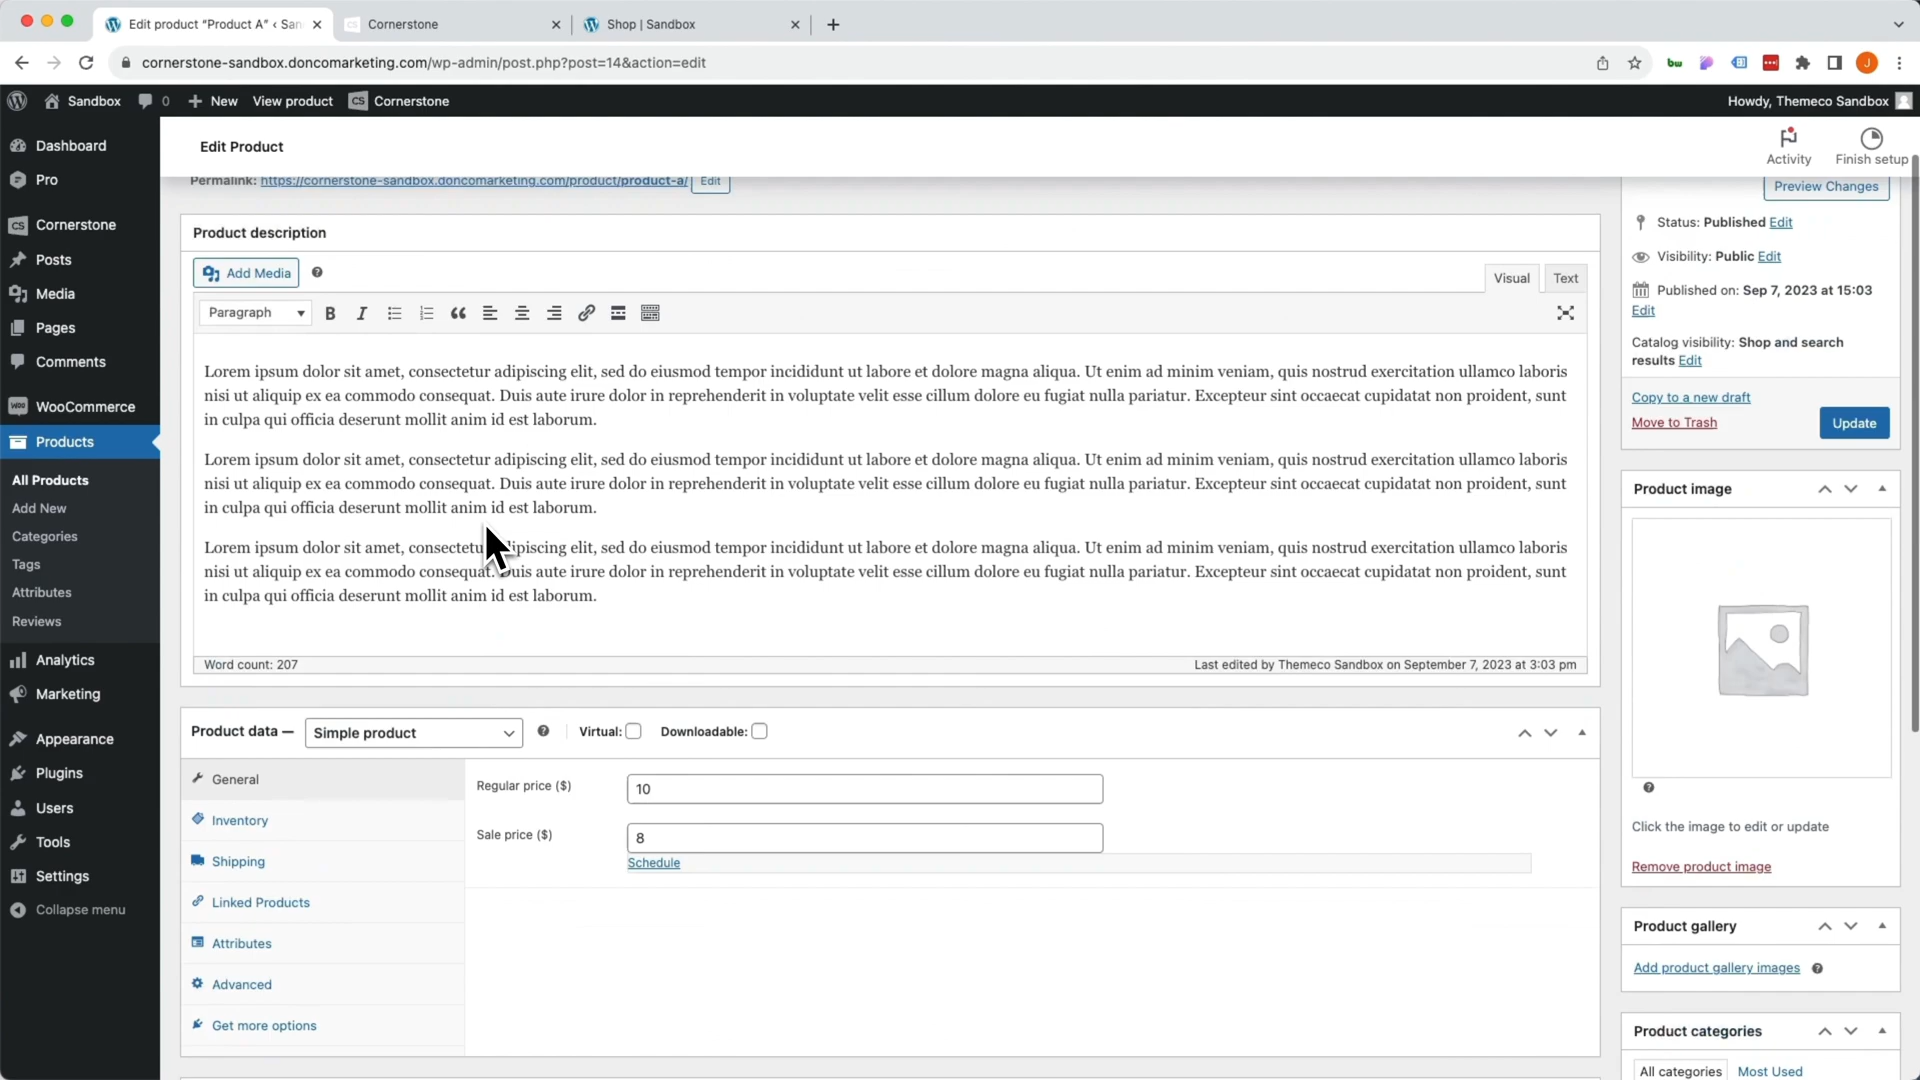 Edit product “Product A” ‹ San
Cornerstone
Shop | Sandbox
cornerstone-sandbox.doncomarketing.com/wp-admin/post.php?post=14&action=edit
bw
J
Sandbox
0
New
View product
CS Cornerstone
Howdy, Themeco Sandbox
Dashboard
Pro
CS Cornerstone
Posts
Media
Pages
Comments
Woo WooCommerce
Products
All Products
Add New
Categories
Tags
Attributes
Reviews
Analytics
Marketing
Appearance
Plugins
Users
Tools
Settings
Collapse menu
Edit Product
Activity
Finish setup
Permalink: https://cornerstone-sandbox.doncomarketing.com/product/product-a/ Edit
Product description
Add Media
Visual
Text
Paragraph
Lorem ipsum dolor sit amet, consectetur adipiscing elit, sed do eiusmod tempor incididunt ut labore et dolore magna aliqua. Ut enim ad minim veniam, quis nostrud exercitation ullamco laboris
nisi ut aliquip ex ea commodo consequat. Duis aute irure dolor in reprehenderit in voluptate velit esse cillum dolore eu fugiat nulla pariatur. Excepteur sint occaecat cupidatat non proident, sunt
in culpa qui officia deserunt mollit anim id est laborum.
Lorem ipsum dolor sit amet, consectetur adipiscing elit, sed do eiusmod tempor incididunt ut labore et dolore magna aliqua. Ut enim ad minim veniam, quis nostrud exercitation ullamco laboris
nisi ut aliquip ex ea commodo consequat. Duis aute irure dolor in reprehenderit in voluptate velit esse cillum dolore eu fugiat nulla pariatur. Excepteur sint occaecat cupidatat non proident, sunt
in culpa qui officia deserunt mollit anim id est laborum.
Lorem ipsum dolor sit amet, consectetur adipiscing elit, sed do eiusmod tempor incididunt ut labore et dolore magna aliqua. Ut enim ad minim veniam, quis nostrud exercitation ullamco laboris
nisi ut aliquip ex ea commodo consequat. Duis aute irure dolor in reprehenderit in voluptate velit esse cillum dolore eu fugiat nulla pariatur. Excepteur sint occaecat cupidatat non proident, sunt
in culpa qui officia deserunt mollit anim id est laborum.
Word count: 207
Last edited by Themeco Sandbox on September 7, 2023 at 3:03 pm
Product data —
Simple product
Virtual:
Downloadable:
General
Inventory
Shipping
Linked Products
Attributes
Advanced
Get more options
Regular price ($)
10
Sale price ($)
8
Schedule
Preview Changes
Status: Published Edit
Visibility: Public Edit
Published on: Sep 7, 2023 at 15:03
Edit
Catalog visibility: Shop and search
results Edit
Copy to a new draft
Move to Trash
Update
Product image
Click the image to edit or update
Remove product image
Product gallery
Add product gallery images
Product categories
All categories
Most Used